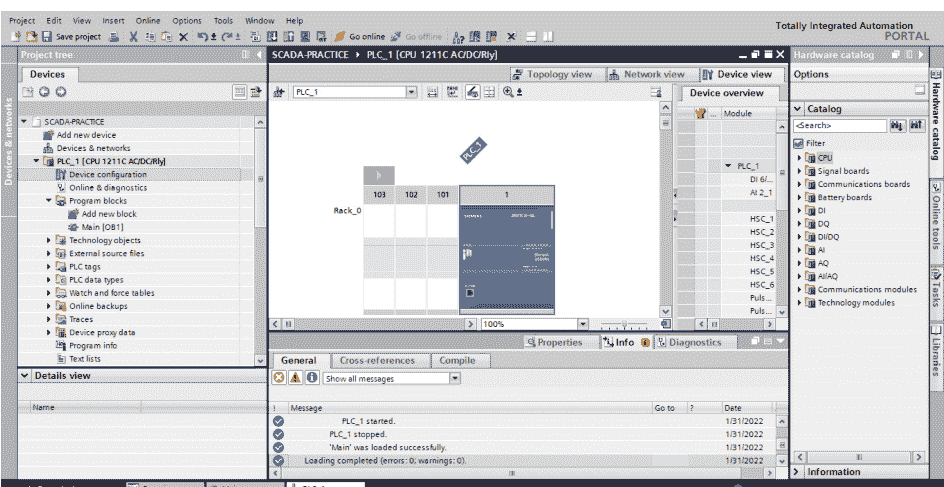 Project Edit View Insert Online Options Tools Window Help
Totally Integrated Automation
PORTAL
Save project
Go online
Go offline
Project tree
SCADA-PRACTICE PLC_1 [CPU 1211C AC/DC/Rly]
Hardware catalog
Devices
Topology view
Network view
Device view
Options
PLC_1
Device overview
Devices & networks
SCADA-PRACTICE
Add new device
Devices & networks
PLC_1 [CPU 1211C AC/DC/Rly]
Device configuration
Online & diagnostics
Program blocks
Add new block
Main [OB1]
Technology objects
External source files
PLC tags
PLC data types
Watch and force tables
Online backups
Traces
Device proxy data
Program info
Text lists
Details view
Name
PLC_1
103 102 101 1
Rack_0
SIEMENS
100%
... Module
PLC_1
DI 6/...
AI 2_1
HSC_1
HSC_2
HSC_3
HSC_4
HSC_5
HSC_6
Puls...
Puls...
Catalog
<Search>
Filter
CPU
Signal boards
Communications boards
Battery boards
DI
DQ
DI/DQ
AI
AQ
AI/AQ
Communications modules
Technology modules
Information
Hardware catalog
Online tools
Tasks
Libraries
Properties
Info
Diagnostics
General
Cross-references
Compile
Show all messages
! Message Go to ? Date
PLC_1 started. 1/31/2022
PLC_1 stopped. 1/31/2022
'Main' was loaded successfully. 1/31/2022
Loading completed (errors: 0; warnings: 0). 1/31/2022